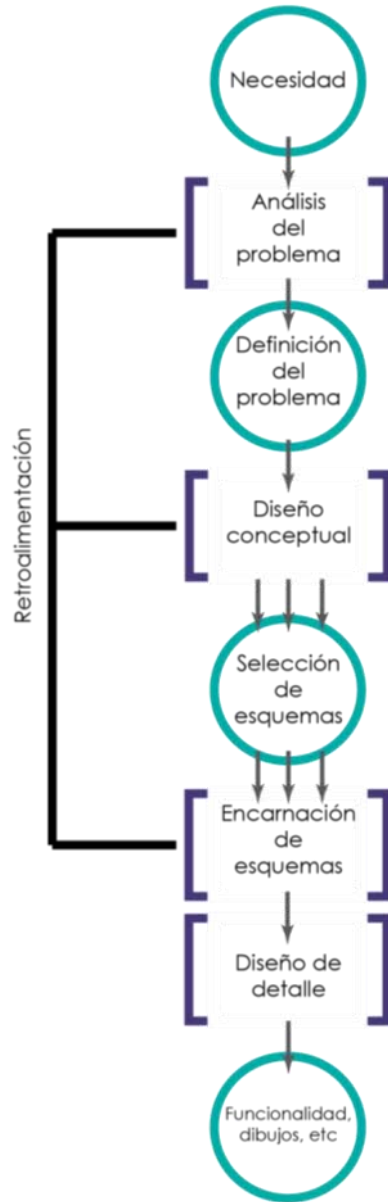 Necesidad
Análisis
del
problema
Definición
del
problema
Retroalimentación
Diseño
conceptual
Selección
de
esquemas
Encarnación
de
esquemas
Diseño de
detalle
Funcionalidad,
dibujos, etc